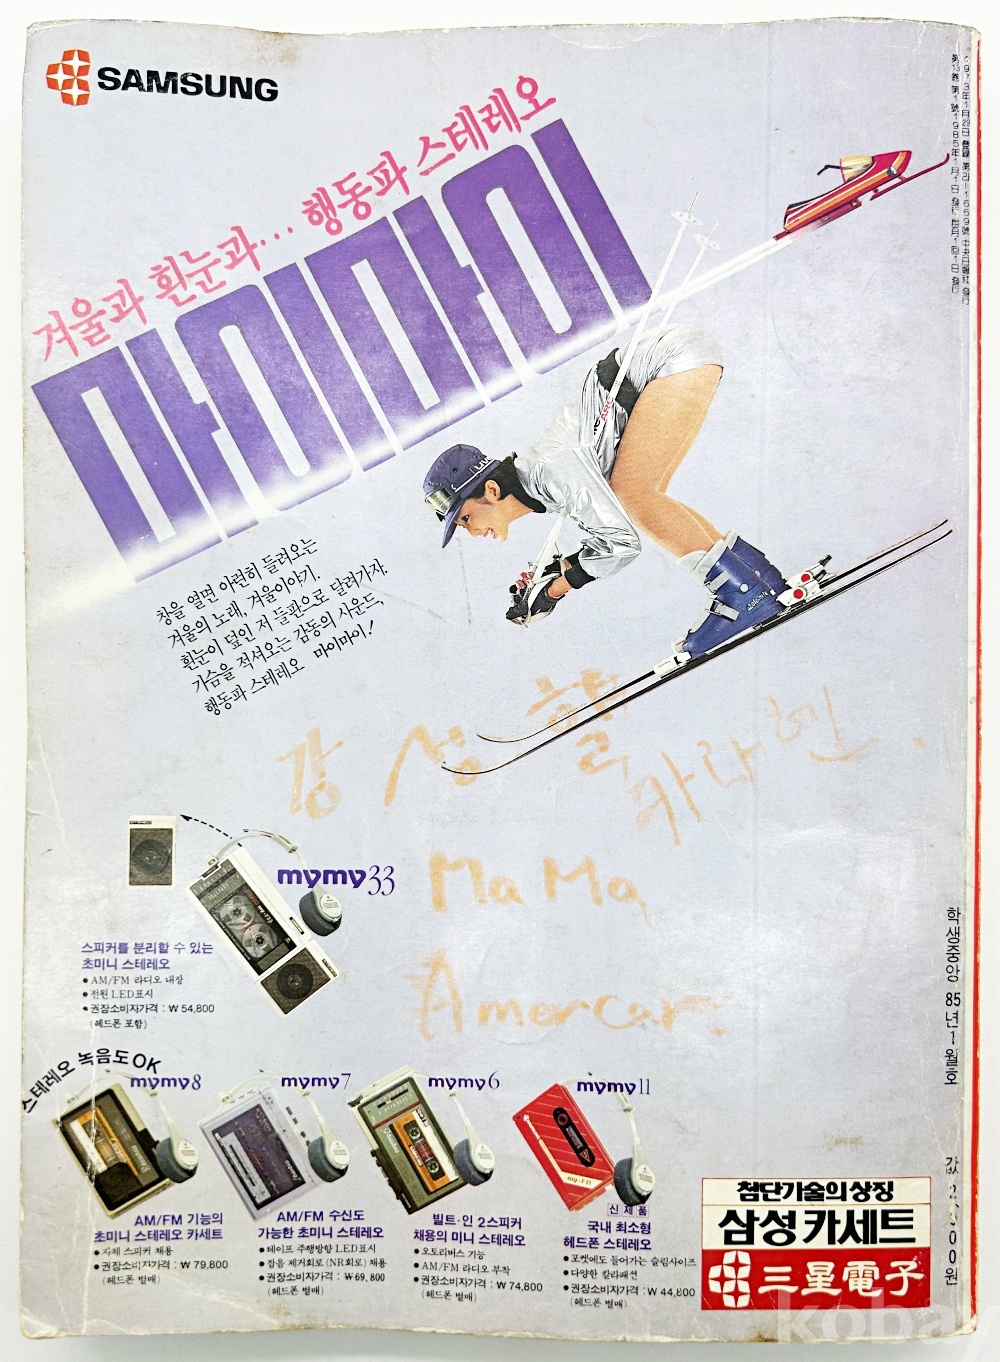 SAMSUNG
겨울과 흰눈과… 행동파 스테레오
마이마이
창을 열면 아련히 들려오는
겨울의 노래, 겨울이야기.
흰눈이 덮인 저 들판으로 달려가자.
가슴을 적셔오는 감동의 사운드,
행동파 스테레오 마이마이!
강성
카라
Ma Ma
Amercar
mymy33
스피커를 분리할 수 있는
초미니 스테레오
• AM/FM 라디오 내장
• 전원 LED표시
• 권장소비자가격 : ₩ 54,800
(헤드폰 포함)
스테레오 녹음도 OK
mymy8
AM/FM 기능의
초미니 스테레오 카세트
• 자체 스피커 채용
• 권장소비자가격 : ₩ 79,800
(헤드폰 별매)
mymy7
AM/FM 수신도
가능한 초미니 스테레오
• 테이프 주행방향 LED표시
• 잡음 제거회로(NR회로) 채용
• 권장소비자가격 : ₩69,800
(헤드폰 별매)
mymy6
빌트·인 2스피커
채용의 미니 스테레오
• 오토리버스 기능
• AM/FM 라디오 부착
• 권장소비자가격 : ₩ 74,800
(헤드폰 별매)
mymy11
신제품
국내 최소형
헤드폰 스테레오
• 포켓에도 들어가는 슬림사이즈
• 다양한 칼라패션
• 권장소비자가격 : ₩ 44,800
(헤드폰 별매)
첨단기술의상징
삼성카세트
三星電子
학생중앙 85년 1월호
kobay